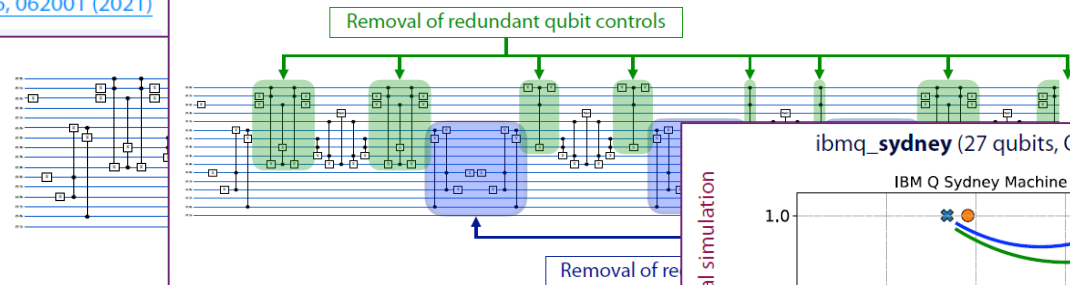 , 062001 (2021)
Removal of redundant qubit controls
ibmq_sydney (27 qubits,
IBM Q Sydney Machine
1.0
al simulation
Removal of re